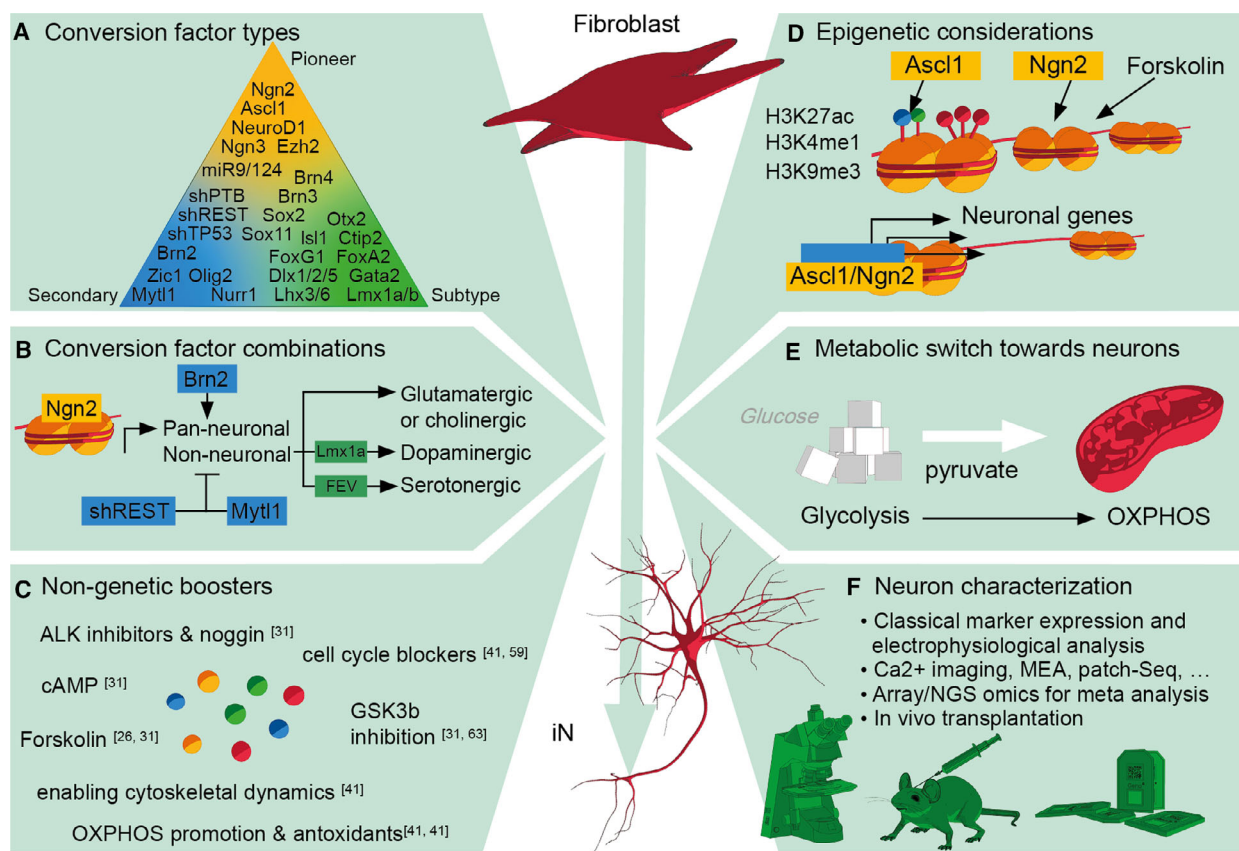 Fibroblast
A Conversion factor types
Pioneer
Ngn2
Ascl1
NeuroD1
Ngn3 Ezh2
miR9/124 Brn4
shPTB Brn3
shREST Sox2 Otx2
shTP53 Sox11 Isl1 Ctip2
Brn2 FoxG1 FoxA2
Zic1 Olig2 Dlx1/2/5 Gata2
Secondary Mytl1 Nurr1 Lhx3/6 Lmx1a/b Subtype
B Conversion factor combinations
Brn2
Ngn2
Pan-neuronal
Non-neuronal
Glutamatergic
or cholinergic
Lmx1a Dopaminergic
FEV Serotonergic
shREST Mytl1
C Non-genetic boosters
ALK inhibitors & noggin [31]
cell cycle blockers [41, 59]
cAMP [31]
GSK3b
inhibition [31, 63]
Forskolin [26, 31]
enabling cytoskeletal dynamics [41]
OXPHOS promotion & antoxidants[41, 41]
iN
D Epigenetic considerations
Ascl1 Ngn2 Forskolin
H3K27ac
H3K4me1
H3K9me3
Neuronal genes
Ascl1/Ngn2
E Metabolic switch towards neurons
Glucose
pyruvate
Glycolysis OXPHOS
F Neuron characterization
• Classical marker expression and
electrophysiological analysis
• Ca2+ imaging, MEA, patch-Seq, …
• Array/NGS omics for meta analysis
• In vivo transplantation